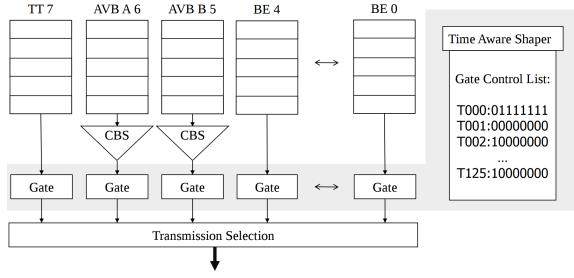 TT 7 AVB A 6 AVB B 5 BE 4 BE 0
Time Aware Shaper
Gate Control List:
T000:01111111
T001:00000000
T002:10000000
...
T125:10000000
CBS CBS
Gate Gate Gate Gate Gate
Transmission Selection